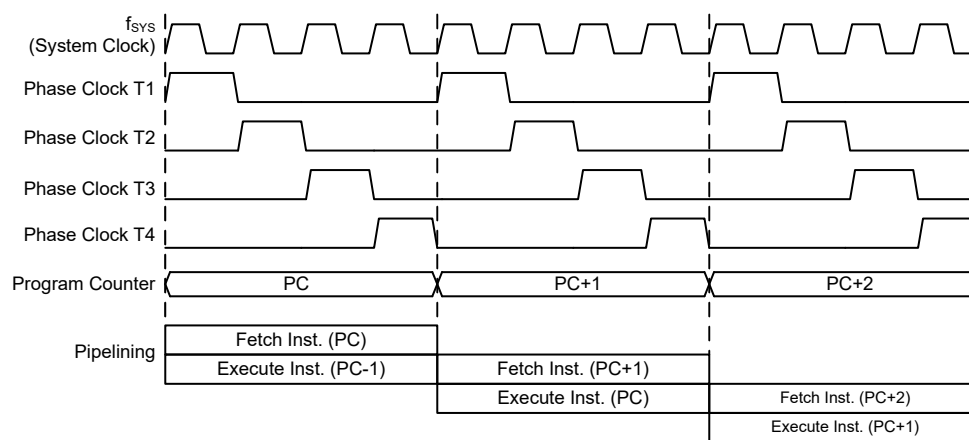 fSYS
(System Clock)
Phase Clock T1
Phase Clock T2
Phase Clock T3
Phase Clock T4
Program Counter PC PC+1 PC+2
Pipelining
Fetch Inst. (PC)
Execute Inst. (PC-1) Fetch Inst. (PC+1)
Execute Inst. (PC) Fetch Inst. (PC+2)
Execute Inst. (PC+1)